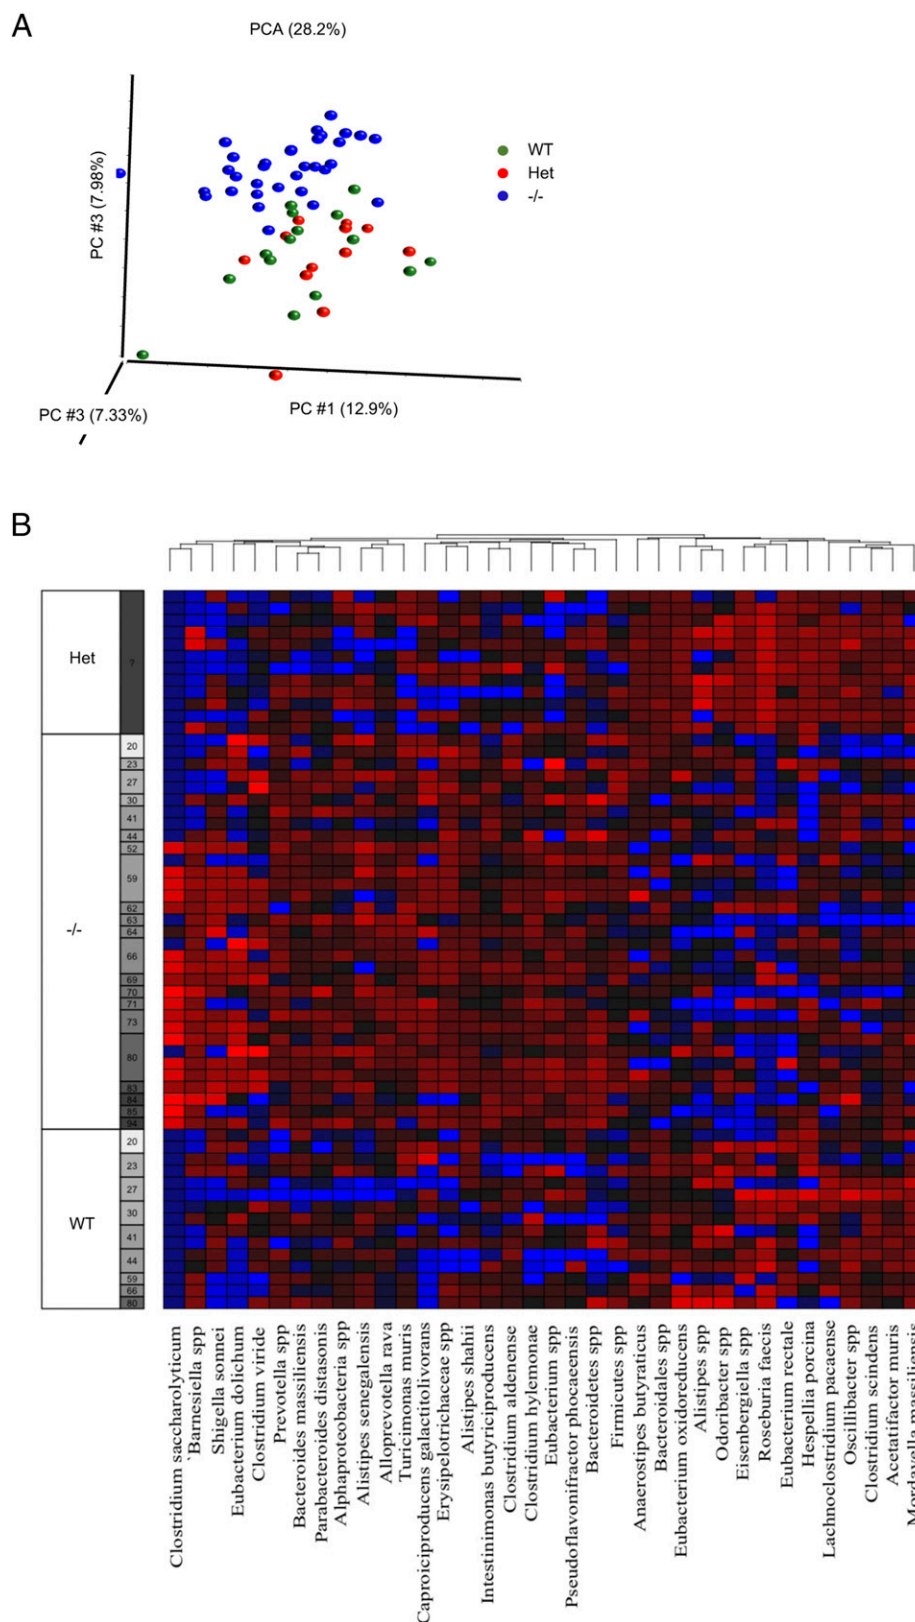 A
PCA (28.2%)
PC #3 (7.98%)
WT
Het
-/-
PC #3 (7.33%)
PC #1 (12.9%)
B
Het
?
-/-
20
23
27
30
41
44
52
59
62
63
64
66
69
70
71
73
80
83
84
85
94
WT
20
23
27
30
41
44
59
66
80
Clostridium saccharolyticum
`Barnesiella spp
Shigella sonnei
Eubacterium dolichum
Clostridium viride
Prevotella spp
Bacteroides massiliensis
Parabacteroides distasonis
Alphaproteobacteria spp
Alistipes senegalensis
Alloprevotella rava
Turicimonas muris
Caproiciproducens galactitolivorans
Erysipelotrichaceae spp
Alistipes shahii
Intestinimonas butyriciproducens
Clostridium aldenense
Clostridium hylemonae
Eubacterium spp
Pseudoflavonifractor phocaeensis
Bacteroidetes spp
Firmicutes spp
Anaerostipes butyraticus
Bacteroidales spp
Eubacterium oxidoreducens
Alistipes spp
Odoribacter spp
Eisenbergiella spp
Roseburia faecis
Eubacterium rectale
Hespellia porcina
Lachnoclostridium pacaense
Oscillibacter spp
Clostridium scindens
Acetatifactor muris
Merdayella massiliensis